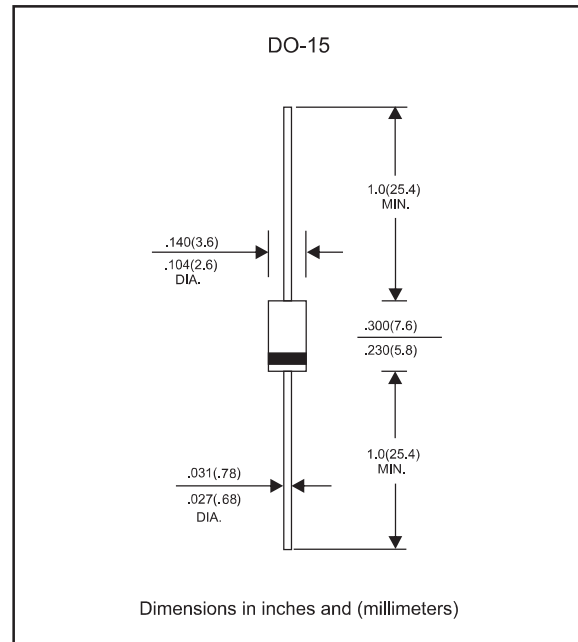 DO-15
1.0(25.4)
MIN.
.140(3.6)
.104(2.6)
DIA.
.300(7.6)
.230(5.8)
1.0(25.4)
MIN.
.031(.78)
.027(.68)
DIA.
Dimensions in inches and (millimeters)